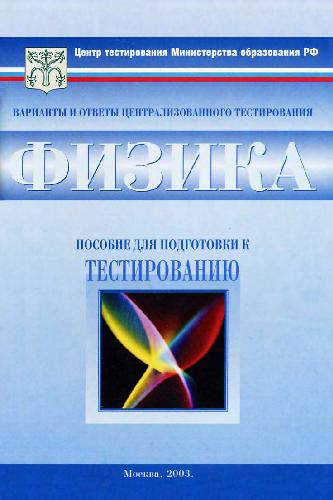 Центр тестирования Министерства образования РФ
ВАРИАНТЫ И ОТВЕТЫ ЦЕНТРАЛИЗОВАННОГО ТЕСТИРОВАНИЯ
ФИЗИКА
ПОСОБИЕ ДЛЯ ПОДГОТОВКИ К
ТЕСТИРОВАНИЮ
Москва, 2003.